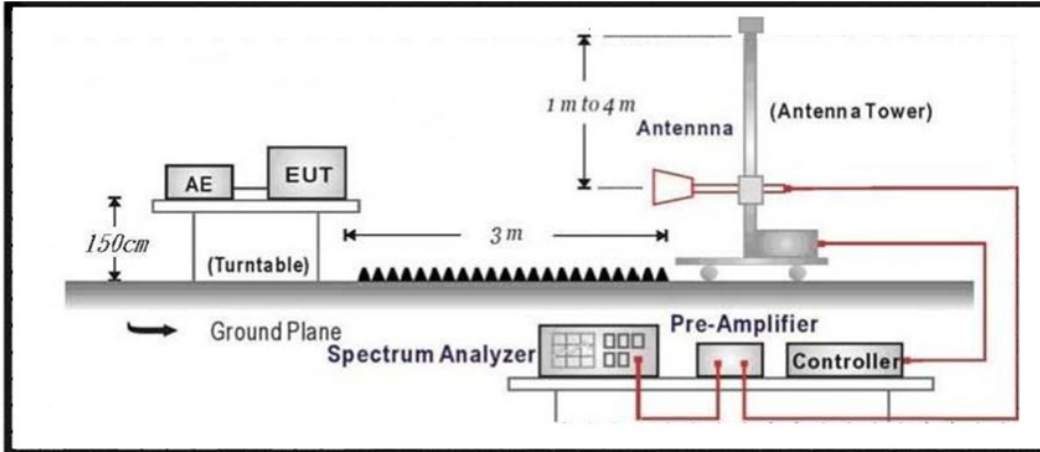 1 m to 4 m
(Antenna Tower)
Antennna
AE
EUT
150cm
3 m
(Turntable)
Ground Plane
Pre-Amplifier
Spectrum Analyzer
Controller